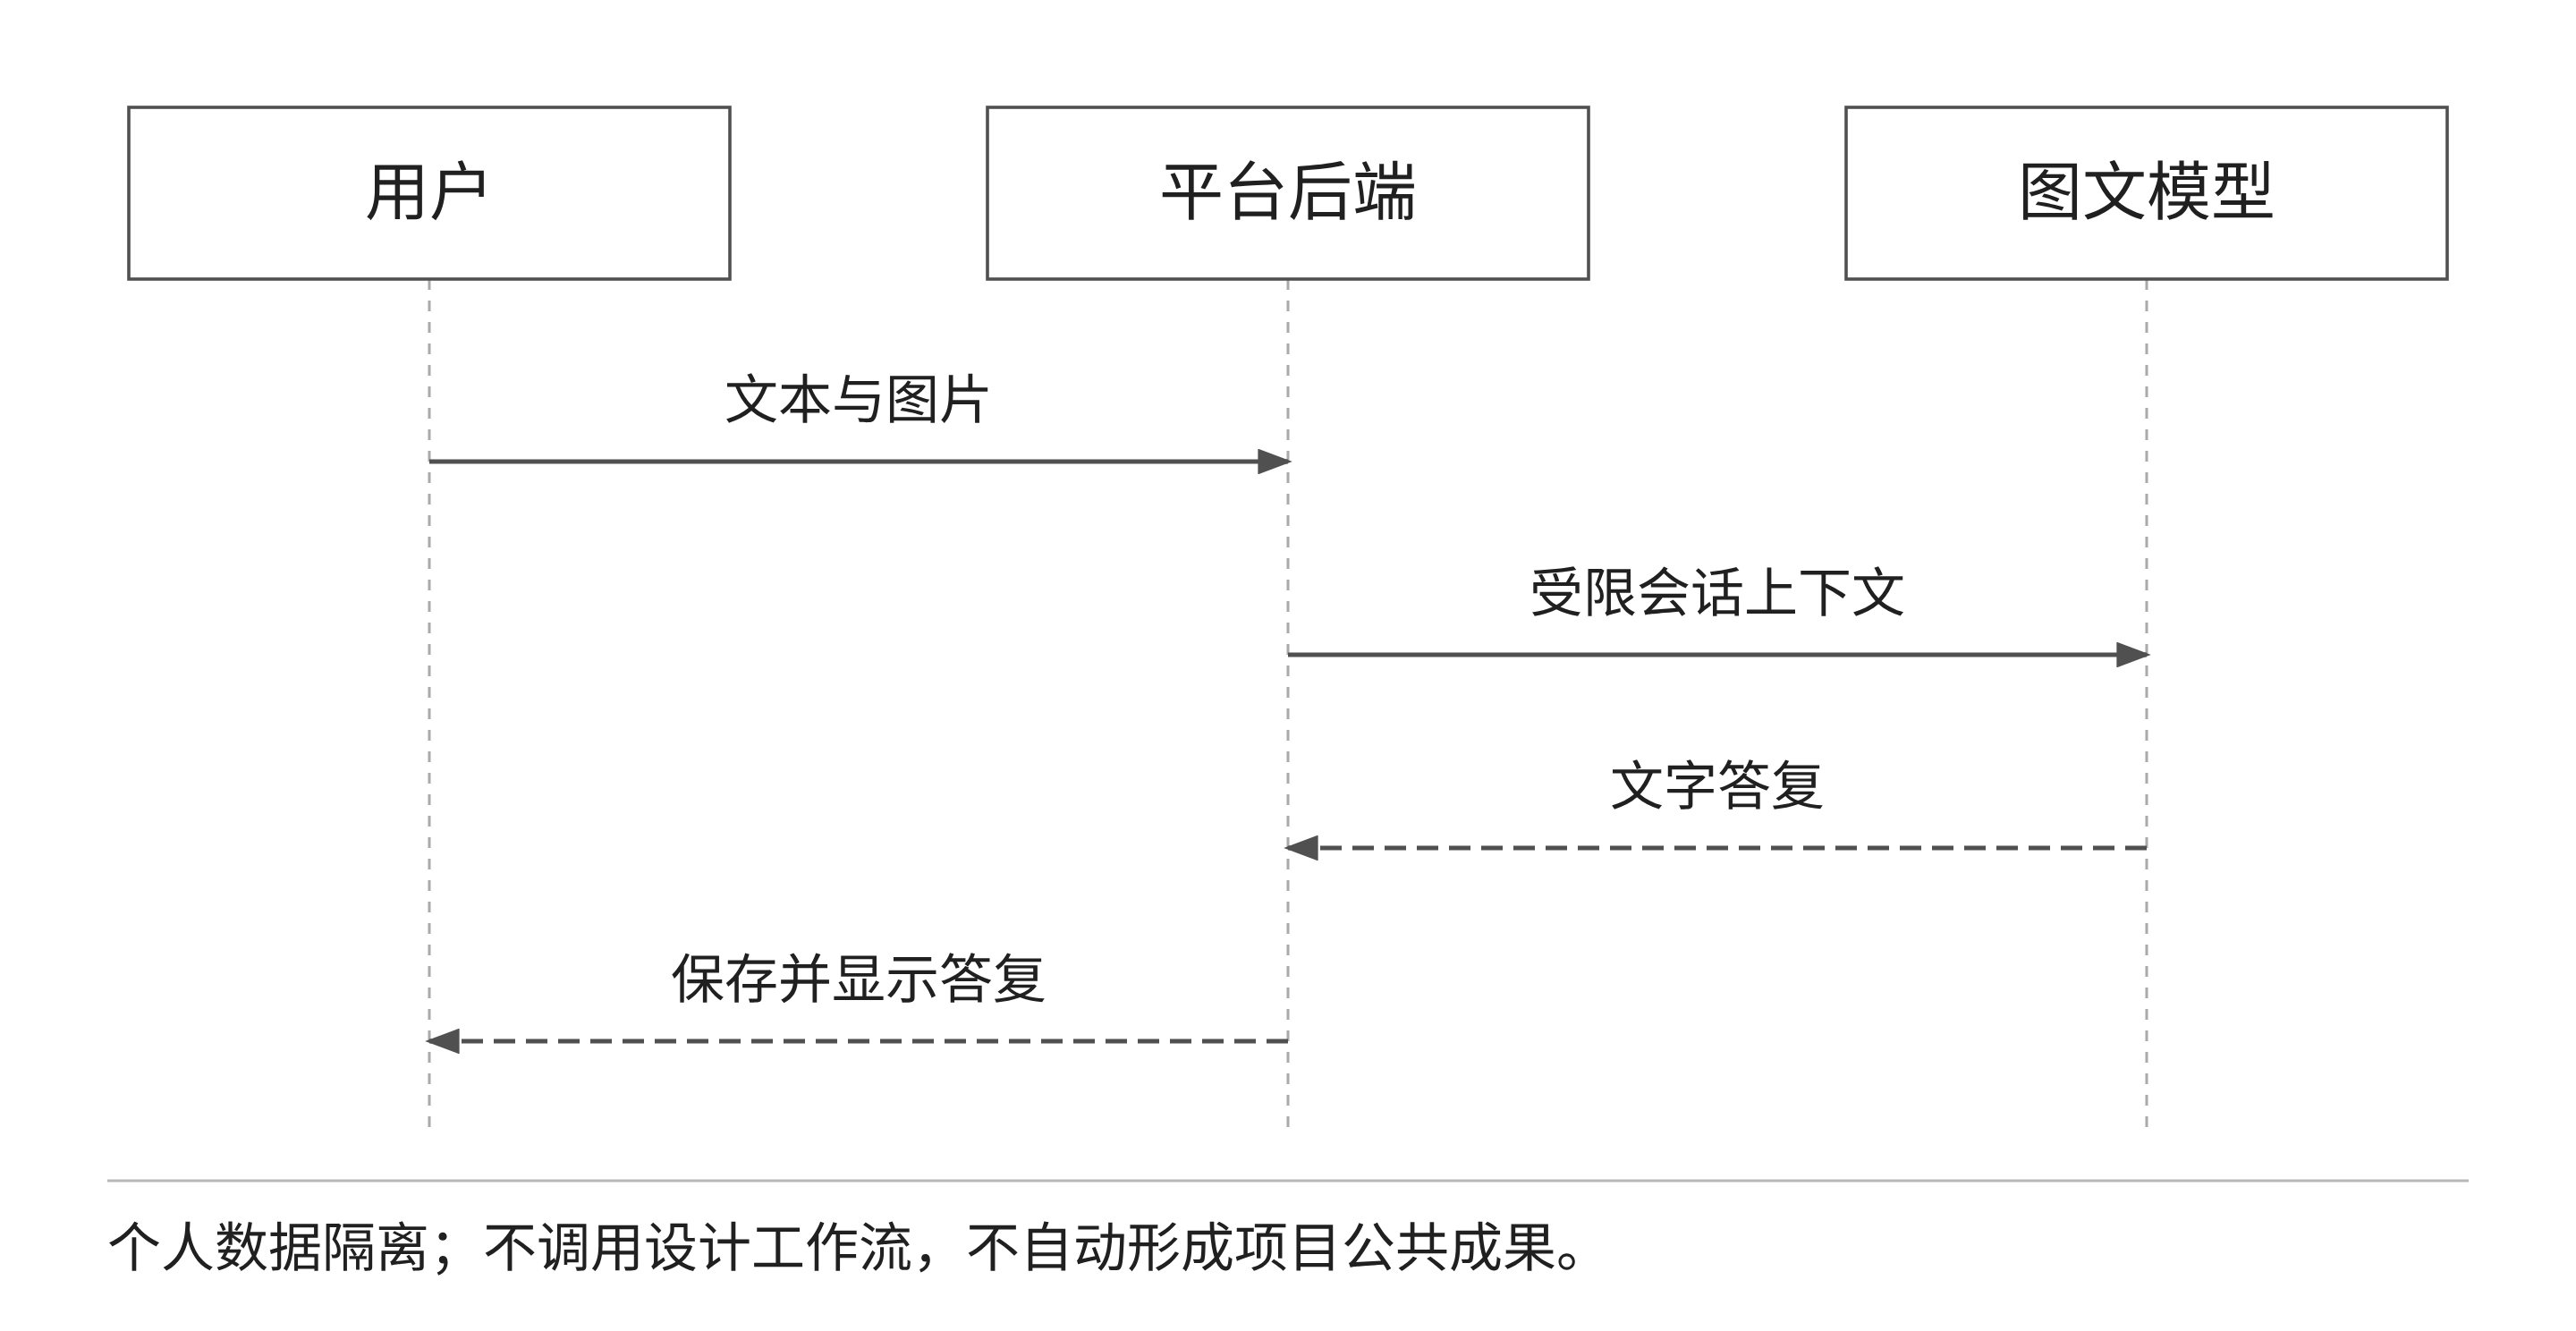 用户
平台后端
图文模型
文本与图片
受限会话上下文
文字答复
保存并显示答复
个人数据隔离；不调用设计工作流，不自动形成项目公共成果。